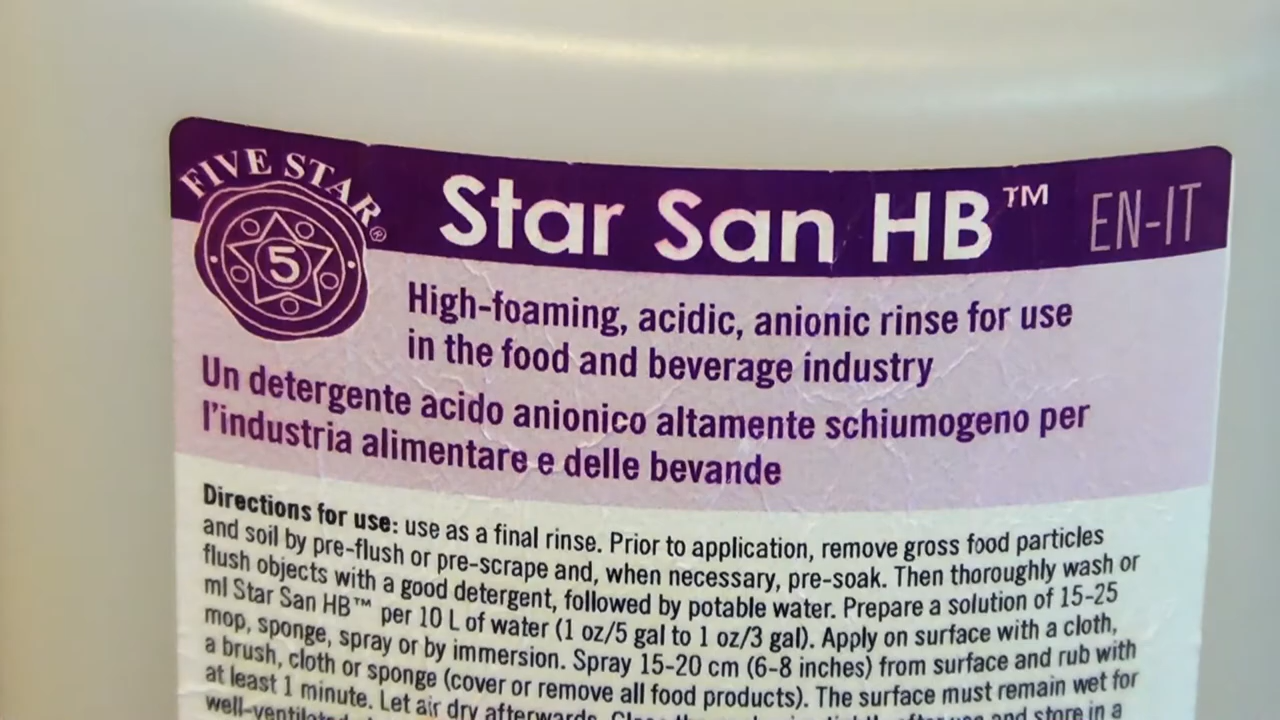 FIVE STAR®
5
Star San HB™ EN-IT
High-foaming, acidic, anionic rinse for use
in the food and beverage industry
Un detergente acido anionico altamente schiumogeno per
l'industria alimentare e delle bevande
Directions for use: use as a final rinse. Prior to application, remove gross food particles
and soil by pre-flush or pre-scrape and, when necessary, pre-soak. Then thoroughly wash or
flush objects with a good detergent, followed by potable water. Prepare a solution of 15-25
ml Star San HB™ per 10 L of water (1 oz/5 gal to 1 oz/3 gal). Apply on surface with a cloth,
mop, sponge, spray or by immersion. Spray 15-20 cm (6-8 inches) from surface and rub with
a brush, cloth or sponge (cover or remove all food products). The surface must remain wet for
at least 1 minute. Let air dry afterwards. and store in a